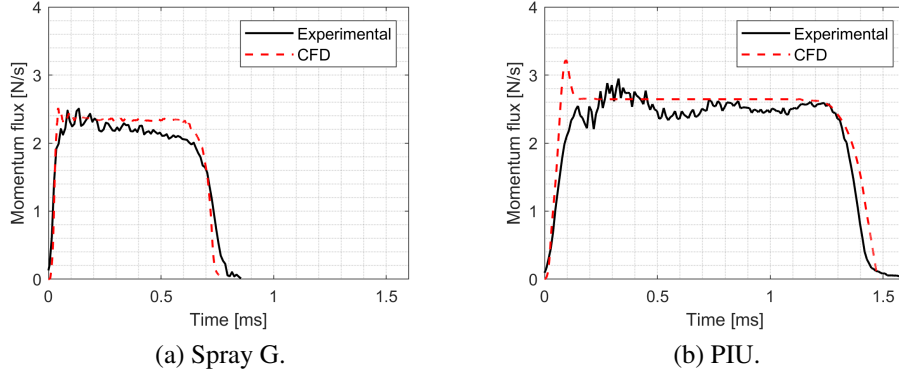 Momentum flux [N/s]
4
3
2
1
0
Experimental
CFD
0 0.5 1 1.5
Time [ms]
(a) Spray G.
Momentum flux [N/s]
4
3
2
1
0
Experimental
CFD
0 0.5 1 1.5
Time [ms]
(b) PIU.